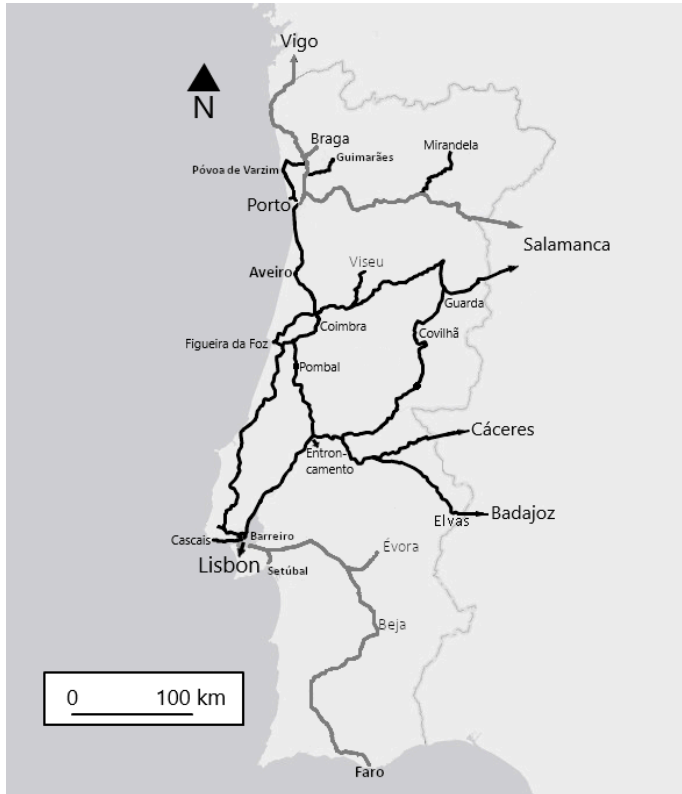 Vigo
N
Braga
Guimarães
Mirandela
Póvoa de Varzim
Porto
Salamanca
Aveiro
Viseu
Guarda
Coimbra
Covilhã
Figueira da Foz
Pombal
Cáceres
Entron-
camento
Badajoz
Elvas
Barreiro
Cascais
Évora
Lisbon
Setúbal
Beja
0 100 km
Faro